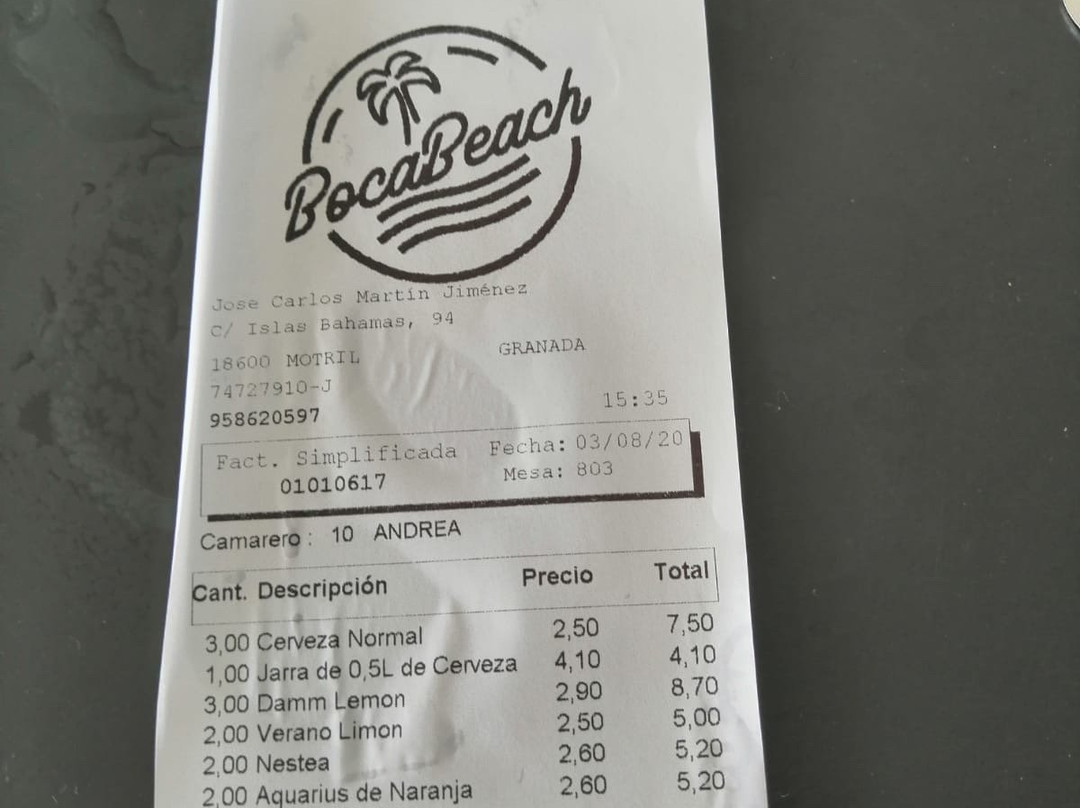 BocaBeach
Jose Carlos Martín Jiménez
C/ Islas Bahamas, 94
18600 MOTRIL GRANADA
74727910-J
958620597 15:35
Fact. Simplificada Fecha: 03/08/20
01010617 Mesa: 803
Camarero: 10 ANDREA
Cant. Descripción Precio Total
3,00 Cerveza Normal 2,50 7,50
1,00 Jarra de 0,5L de Cerveza 4,10 4,10
3,00 Damm Lemon 2,90 8,70
2,00 Verano Limon 2,50 5,00
2,00 Nestea 2,60 5,20
2,00 Aquarius de Naranja 2,60 5,20